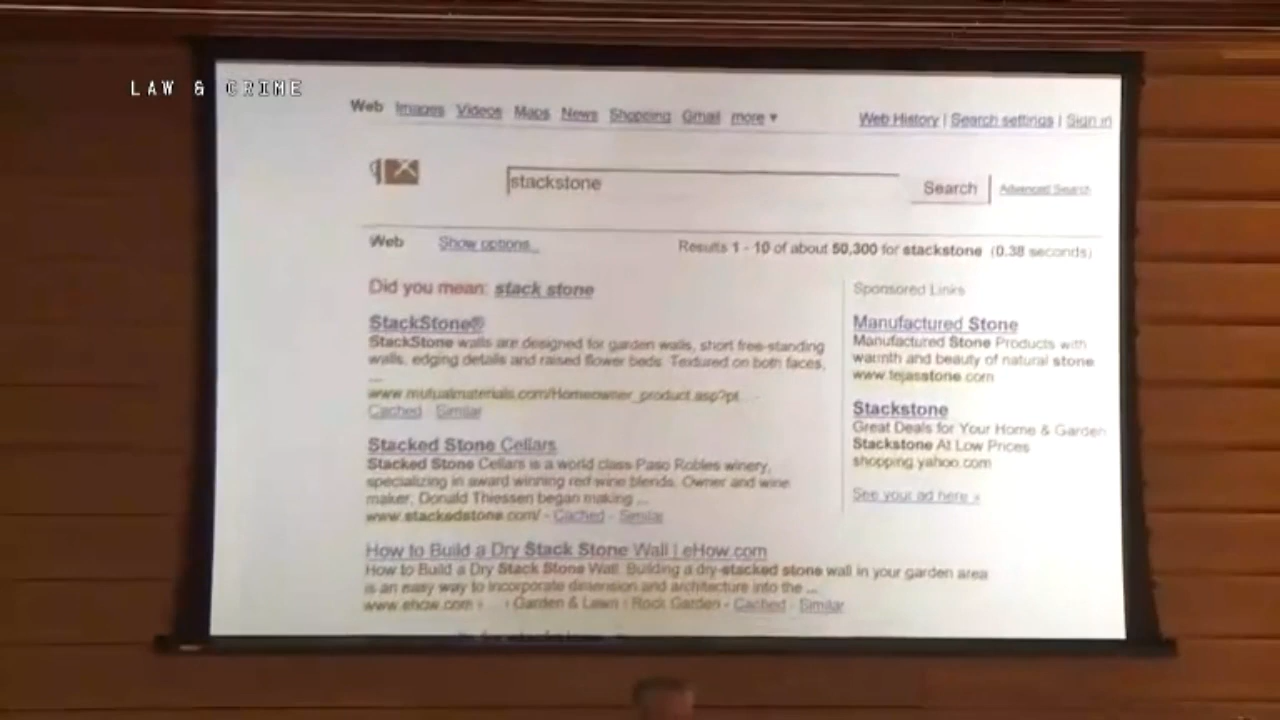 LAW & CRIME
Web Images Videos Maps News Shopping Gmail more ▾
Web History | Search settings | Sign in
stackstone
Search
Advanced Search
Web Show options...
Results 1 - 10 of about 50,300 for stackstone (0.38 seconds)
Did you mean: stack stone
Sponsored Links
StackStone®
StackStone walls are designed for garden walls, short free-standing
walls, edging details and raised flower beds. Textured on both faces,
...
www.mutualmaterials.com/Homeowner_product.asp?pt... -
Cached - Similar
Stacked Stone Cellars
Stacked Stone Cellars is a world class Paso Robles winery,
specializing in award winning red wine blends. Owner and wine
maker, Donald Thiessen began making ...
www.stackedstone.com/ - Cached - Similar
How to Build a Dry Stack Stone Wall | eHow.com
How to Build a Dry Stack Stone Wall. Building a dry-stacked stone wall in your garden area
is an easy way to incorporate dimension and architecture into the ...
www.ehow.com › ... › Garden & Lawn › Rock Garden - Cached - Similar
Manufactured Stone
Manufactured Stone Products with
warmth and beauty of natural stone
www.tejasstone.com
Stackstone
Great Deals for Your Home & Garden
Stackstone At Low Prices
shopping.yahoo.com
See your ad here »